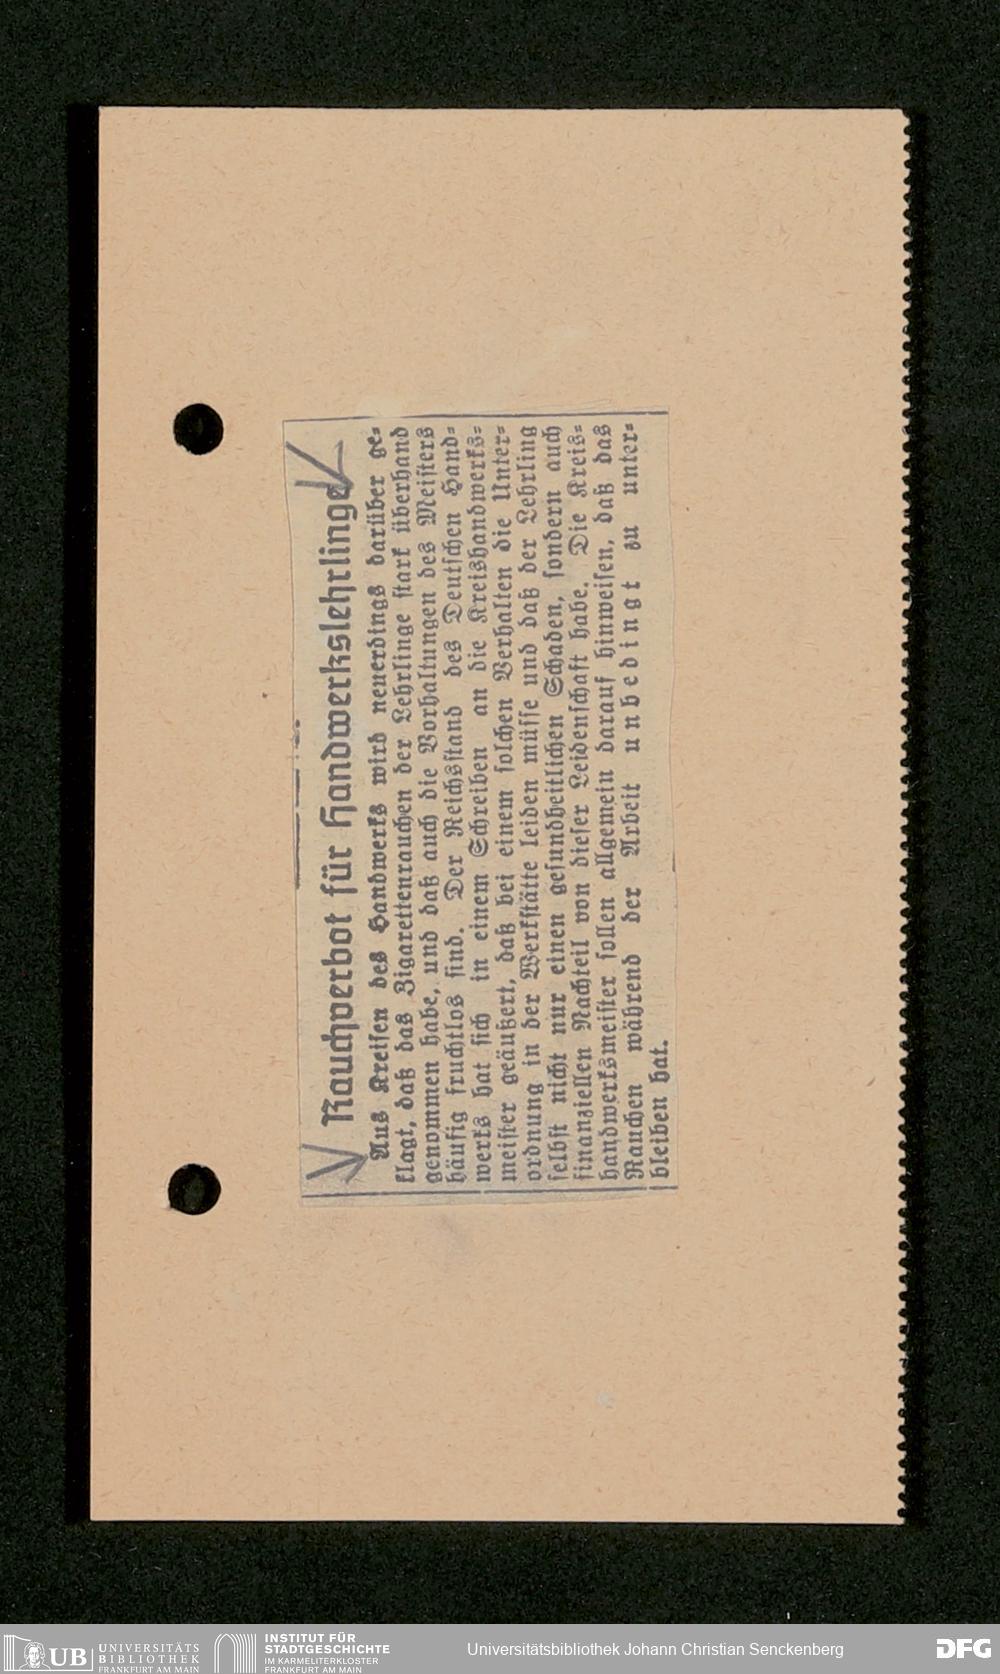 Rauchverbot für Handwerkslehrlinge
Aus Kreisen des Handwerks wird neuerdings darüber ge-
klagt, daß das Zigarettenrauchen der Lehrlinge stark überhand
genommen habe, und daß auch die Vorhaltungen des Meisters
häufig fruchtlos sind. Der Reichsstand des Deutschen Hand-
werks hat sich in einem Schreiben an die Kreishandwerks-
meister geäußert, daß bei einem solchen Verhalten die Unter-
ordnung in der Werkstätte leiden müsse und daß der Lehrling
selbst nicht nur einen gesundheitlichen Schaden, sondern auch
finanziellen Nachteil von dieser Leidenschaft habe. Die Kreis-
handwerksmeister sollen allgemein darauf hinweisen, daß das
Rauchen während der Arbeit unbedingt zu unter-
bleiben hat.
UB UNIVERSITÄTS
BIBLIOTHEK
FRANKFURT AM MAIN
INSTITUT FÜR
STADTGESCHICHTE
IM KARMELITERKLOSTER
FRANKFURT AM MAIN
Universitätsbibliothek Johann Christian Senckenberg
DFG